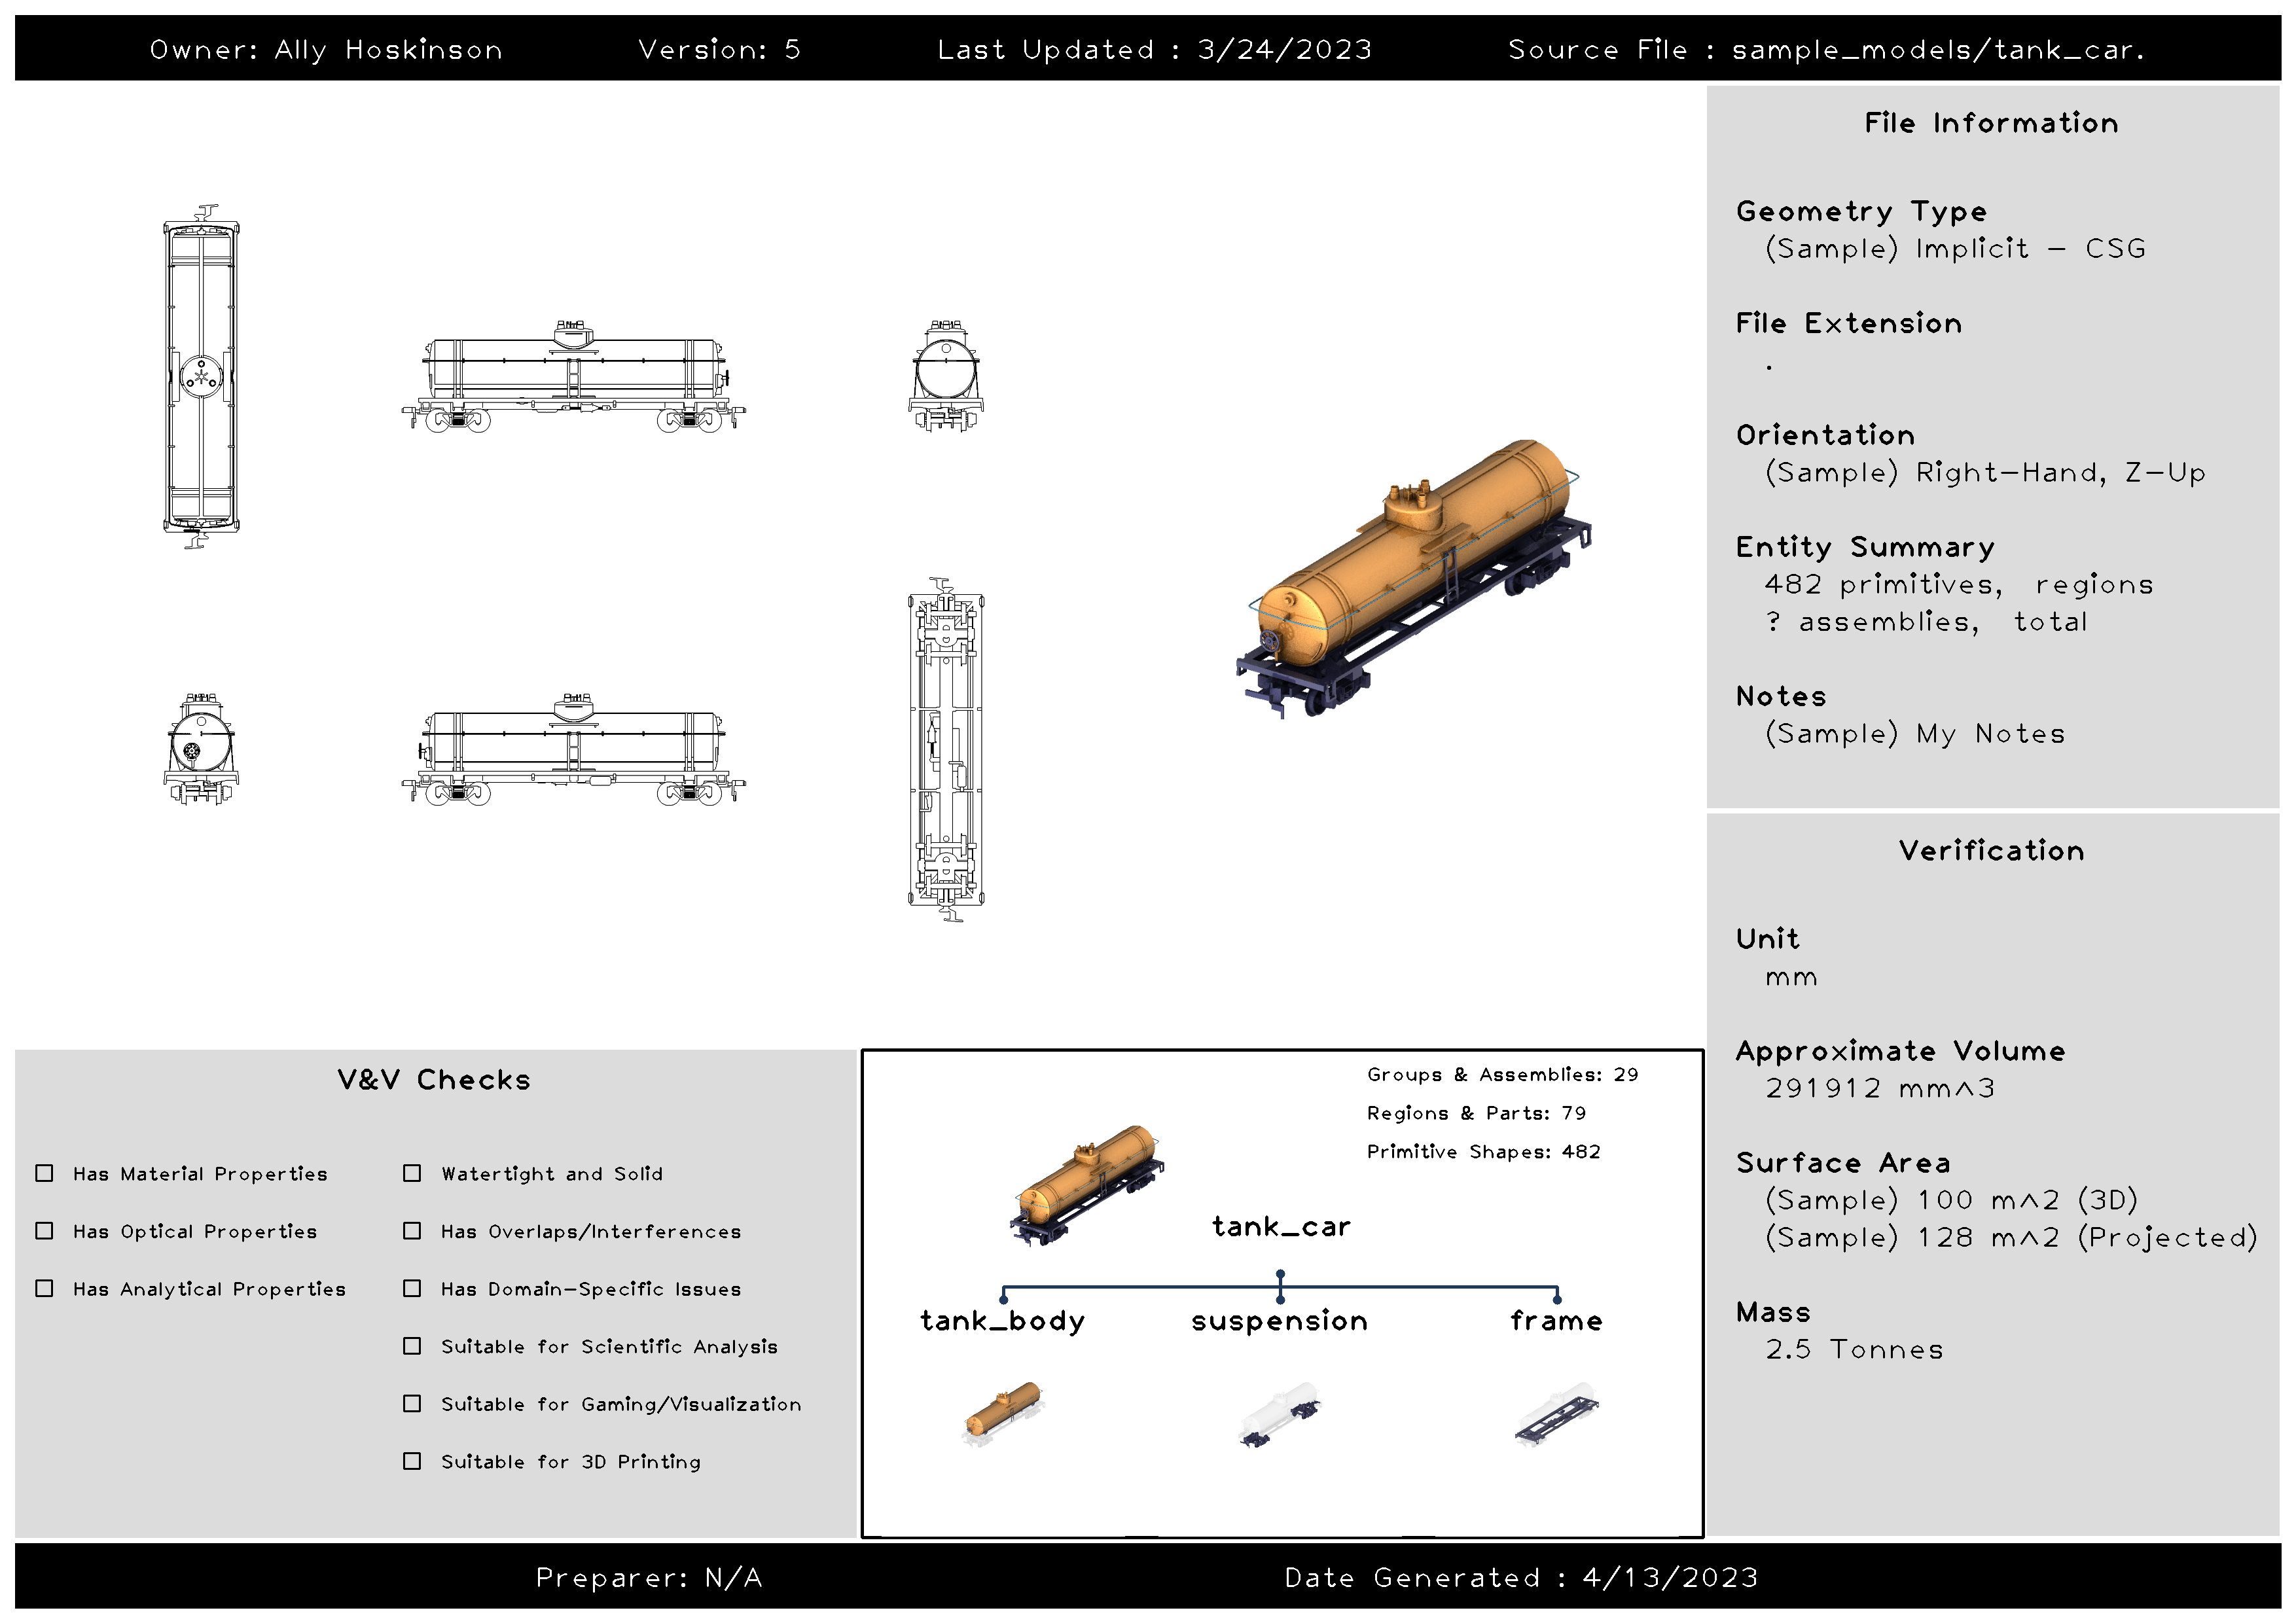 Owner: Ally Hoskinson Version: 5 Last Updated : 3/24/2023 Source File : sample_models/tank_car.
File Information
Geometry Type
(Sample) Implicit - CSG
File Extension
.
Orientation
(Sample) Right-Hand, Z-Up
Entity Summary
482 primitives, regions
? assemblies, total
Notes
(Sample) My Notes
Verification
Unit
mm
Approximate Volume
291912 mm^3
Surface Area
(Sample) 100 m^2 (3D)
(Sample) 128 m^2 (Projected)
Mass
2.5 Tonnes
V&V Checks
Has Material Properties
Has Optical Properties
Has Analytical Properties
Watertight and Solid
Has Overlaps/Interferences
Has Domain-Specific Issues
Suitable for Scientific Analysis
Suitable for Gaming/Visualization
Suitable for 3D Printing
Groups & Assemblies: 29
Regions & Parts: 79
Primitive Shapes: 482
tank_car
tank_body suspension frame
Preparer: N/A Date Generated : 4/13/2023